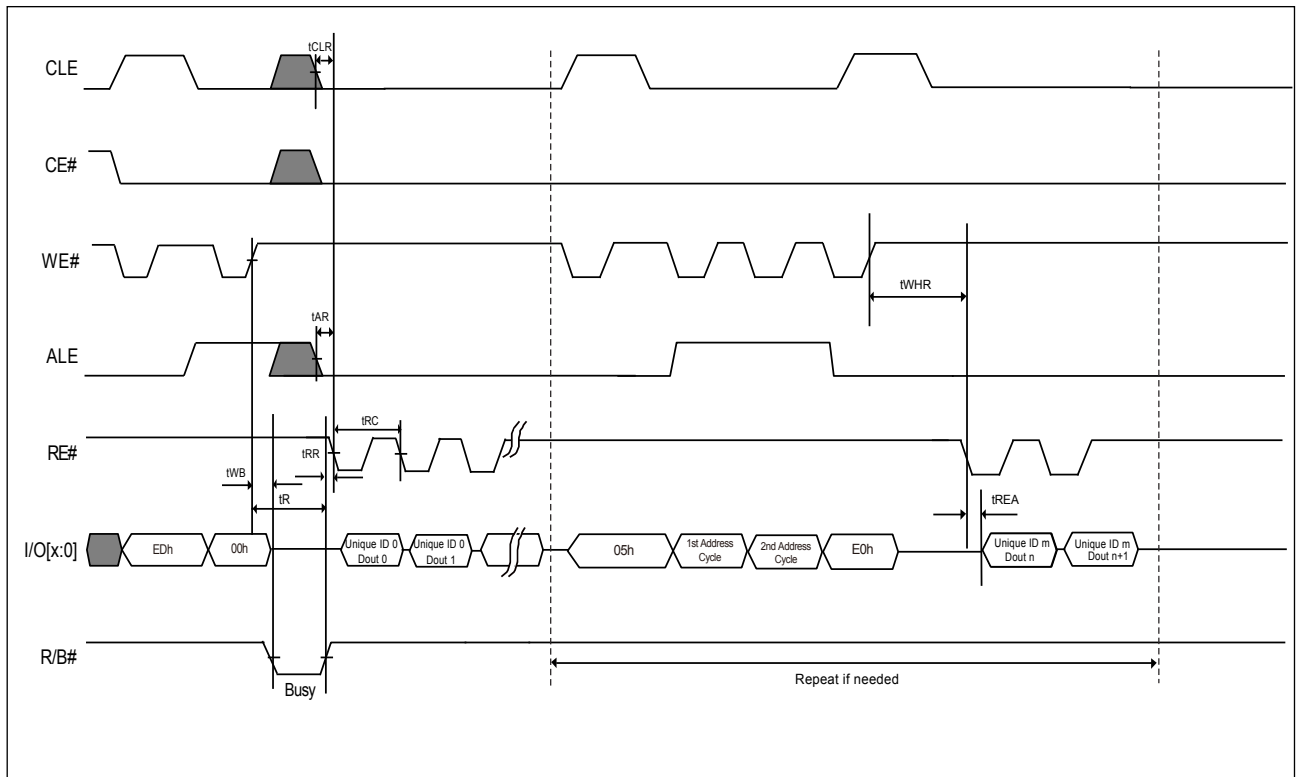 tCLR
CLE
CE#
WE#
tWHR
tAR
ALE
tRC
RE#
tRR
tWB
tR
tREA
I/O[x:0]
EDh
00h
Unique ID 0
Dout 0
Unique ID 0
Dout 1
05h
1st Address
Cycle
2nd Address
Cycle
E0h
Unique ID m
Dout n
Unique ID m
Dout n+1
R/B#
Busy
Repeat if needed